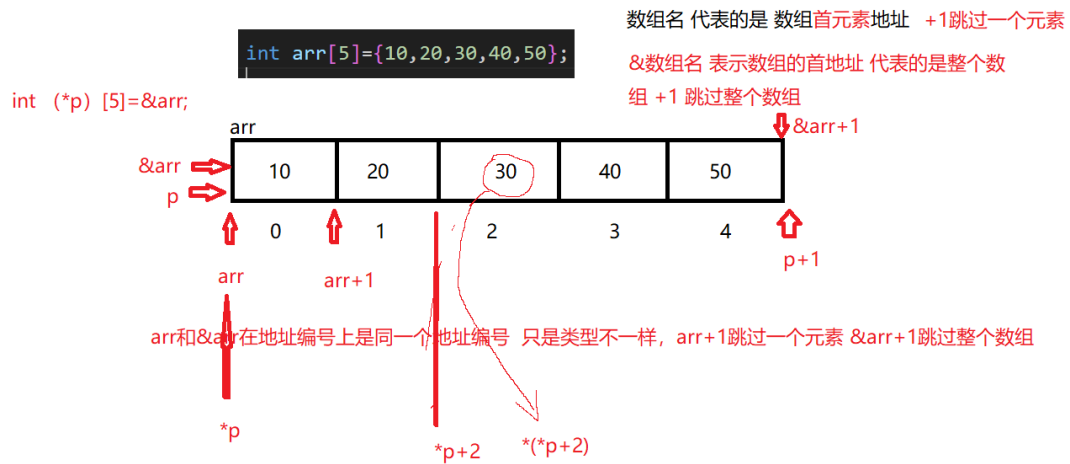 数组名 代表的是 数组首元素地址 +1跳过一个元素
int arr[5]={10,20,30,40,50};
&数组名 表示数组的首地址 代表的是整个数
组 +1 跳过整个数组
int （*p）[5]=&arr;
arr
&arr+1
&arr
10 20 30 40 50
p
0 1 2 3 4
p+1
arr
arr+1
arr和&arr在地址编号上是同一个地址编号 只是类型不一样，arr+1跳过一个元素 &arr+1跳过整个数组
*p
*p+2
*(*p+2)